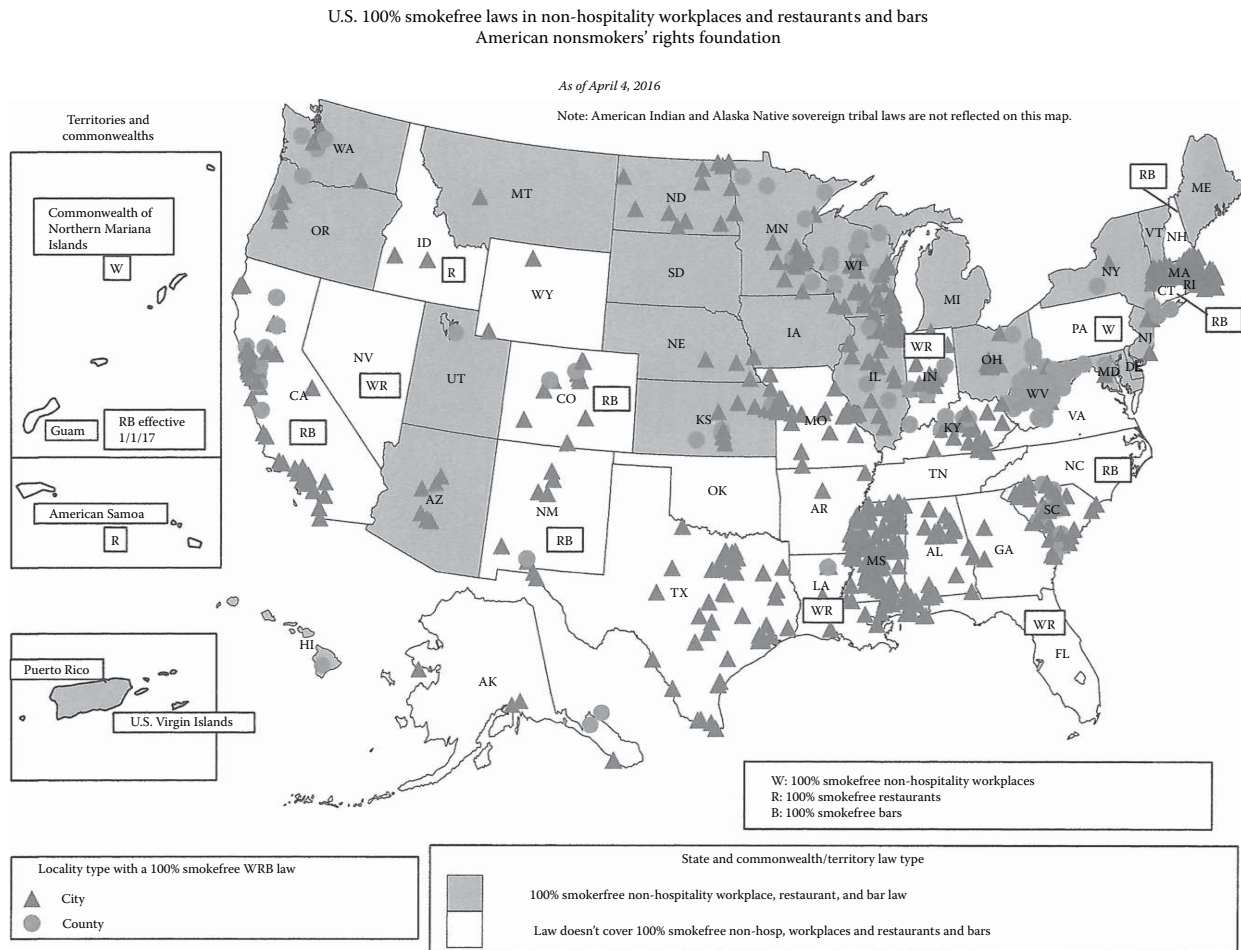 U.S. 100% smokefree laws in non-hospitality workplaces and restaurants and bars
American nonsmokers' rights foundation
As of April 4, 2016
Note: American Indian and Alaska Native sovereign tribal laws are not reflected on this map.
Territories and
commonwealths
Commonwealth of
Northern Mariana
Islands
W
Guam
RB effective
1/1/17
American Samoa
R
Puerto Rico
U.S. Virgin Islands
WA
OR
ID
R
MT
ND
SD
MN
WI
MI
WY
NV
WR
CA
RB
UT
CO
RB
NE
IA
IL
WR
IN
OH
KS
MO
KY
WV
VA
PA
W
NY
VT
NH
RB
ME
MA
RI
CT
RB
NJ
MD
DE
AZ
NM
RB
OK
AR
TN
NC
RB
SC
TX
LA
WR
MS
AL
GA
WR
FL
HI
AK
W: 100% smokefree non-hospitality workplaces
R: 100% smokefree restaurants
B: 100% smokefree bars
Locality type with a 100% smokefree WRB law
City
County
State and commonwealth/territory law type
100% smokerfree non-hospitality workplace, restaurant, and bar law
Law doesn't cover 100% smokefree non-hosp, workplaces and restaurants and bars